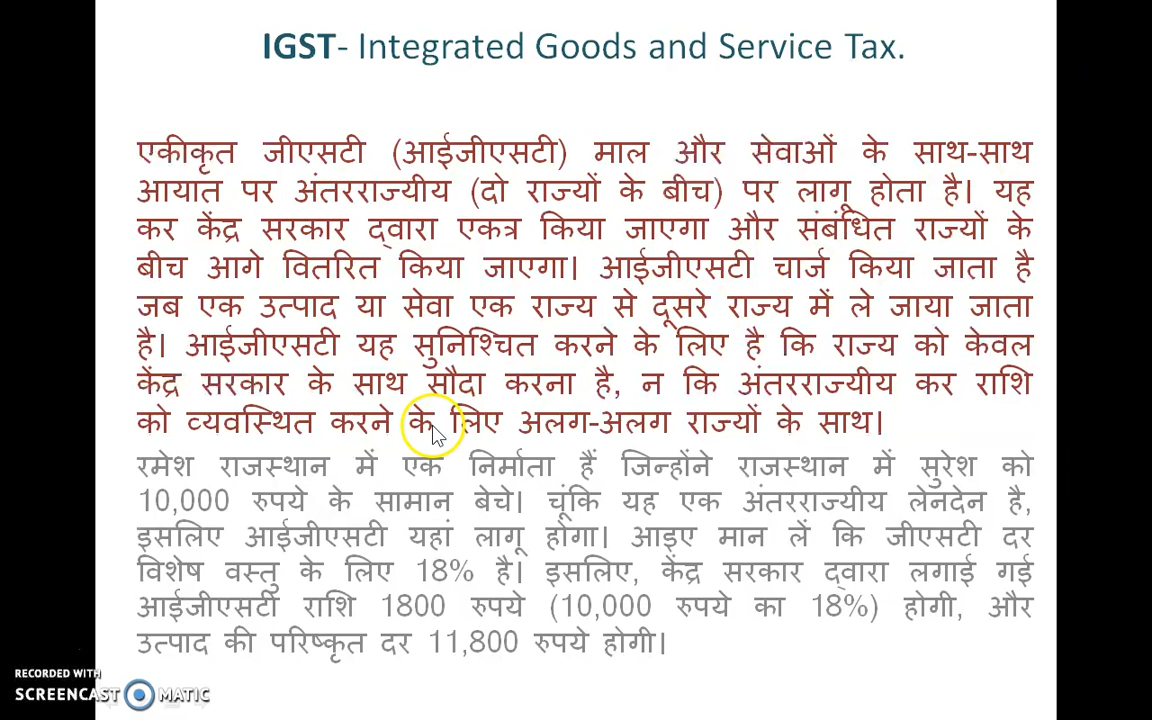 IGST- Integrated Goods and Service Tax.
एकीकृत जीएसटी (आईजीएसटी) माल और सेवाओं के साथ-साथ
आयात पर अंतरराज्यीय (दो राज्यों के बीच) पर लागू होता है। यह
कर केंद्र सरकार द्वारा एकत्र किया जाएगा और संबंधित राज्यों के
बीच आगे वितरित किया जाएगा। आईजीएसटी चार्ज किया जाता है
जब एक उत्पाद या सेवा एक राज्य से दूसरे राज्य में ले जाया जाता
है। आईजीएसटी यह सुनिश्चित करने के लिए है कि राज्य को केवल
केंद्र सरकार के साथ सौदा करना है, न कि अंतरराज्यीय कर राशि
को व्यवस्थित करने के लिए अलग-अलग राज्यों के साथ।
रमेश राजस्थान में एक निर्माता हैं जिन्होंने राजस्थान में सुरेश को
10,000 रुपये के सामान बेचे। चूंकि यह एक अंतरराज्यीय लेनदेन है,
इसलिए आईजीएसटी यहां लागू होगा। आइए मान लें कि जीएसटी दर
विशेष वस्तु के लिए 18% है। इसलिए, केंद्र सरकार द्वारा लगाई गई
आईजीएसटी राशि 1800 रुपये (10,000 रुपये का 18%) होगी, और
उत्पाद की परिष्कृत दर 11,800 रुपये होगी।
RECORDED WITH
SCREENCAST MATIC